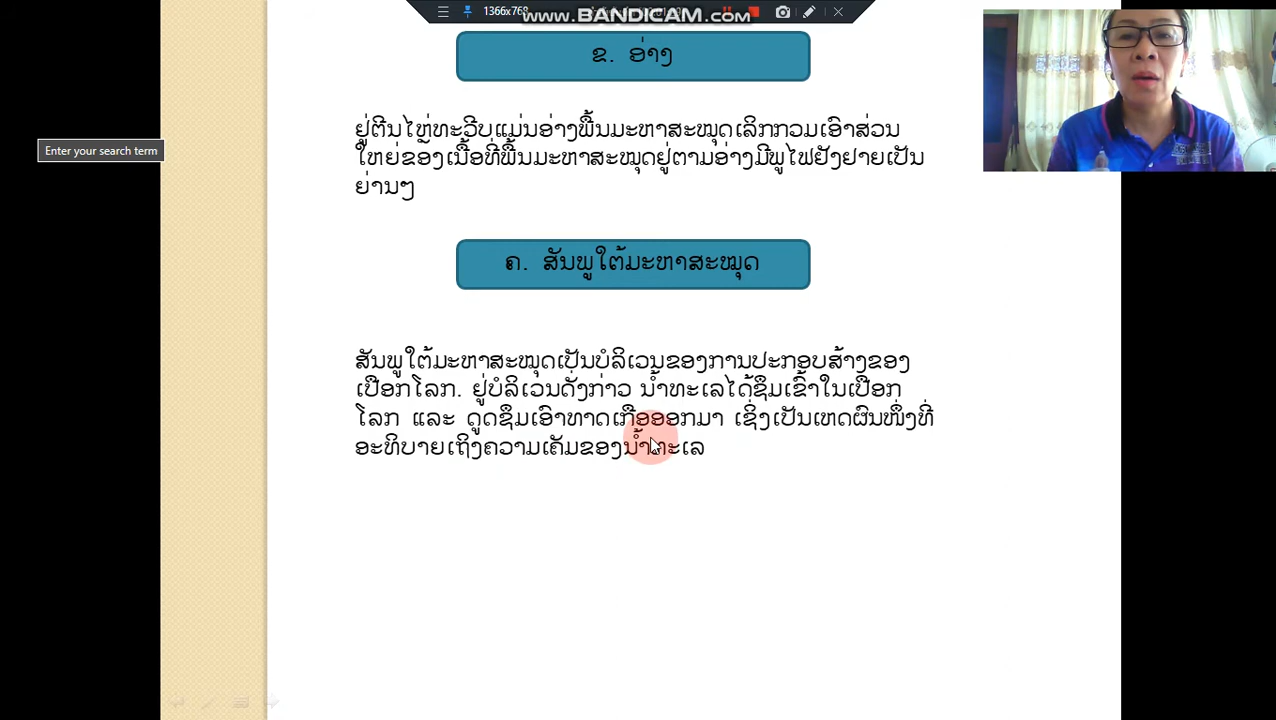 1366x768
www.BANDICAM.com
ຂ. ອ່າງ
Enter your search term
ຢູ່ຕີນໄຫຼ່ທະວີບແມ່ນອ່າງພື້ນມະຫາສະໝຸດເລິກກວມເອົາສ່ວນ
ໃຫຍ່ຂອງເນື້ອທີ່ພື້ນມະຫາສະໝຸດຢູ່ຕາມອ່າງມີພູໄຟຢັງຢາຍເປັນ
ຍ່ານໆ
ຄ. ສັນພູໃຕ້ມະຫາສະໝຸດ
ສັນພູໃຕ້ມະຫາສະໝຸດເປັນບໍລິເວນຂອງການປະກອບສ້າງຂອງ
ເປືອກໂລກ. ຢູ່ບໍລິເວນດັ່ງກ່າວ ນ້ຳທະເລໄດ້ຊຶມເຂົ້າໃນເປືອກ
ໂລກ ແລະ ດູດຊຶມເອົາທາດເກືອອອກມາ ເຊິ່ງເປັນເຫດຜົນໜຶ່ງທີ່
ອະທິບາຍເຖິງຄວາມເຄັມຂອງນ້ຳທະເລ